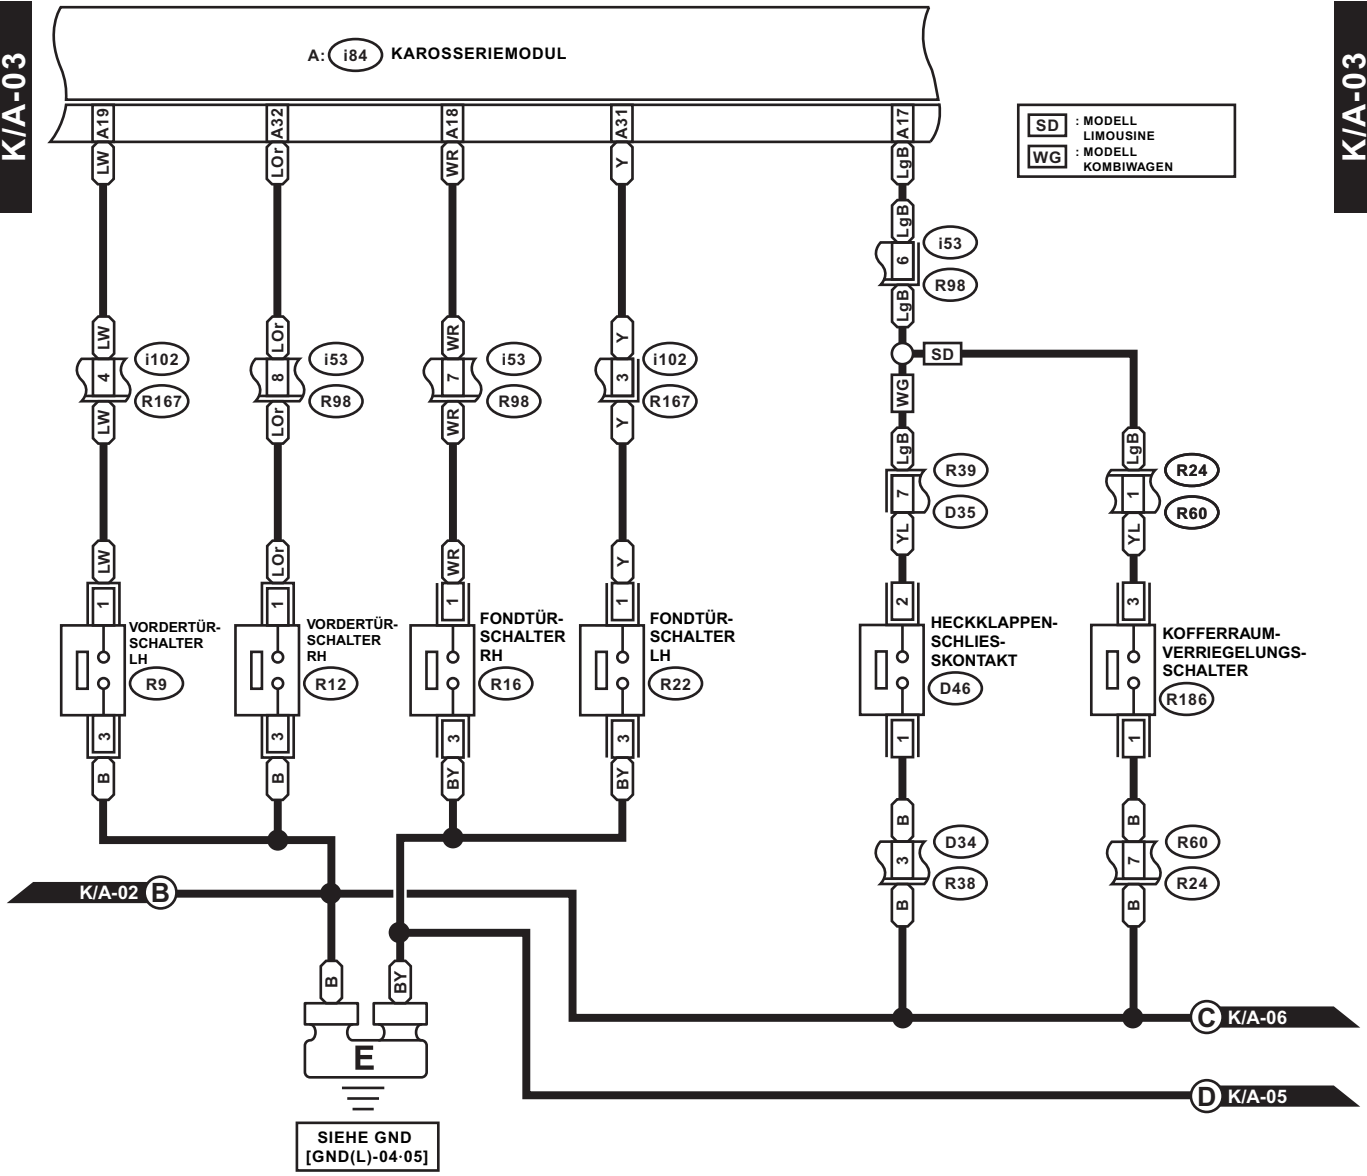 K/A-03
K/A-03
A: i84 KAROSSERIEMODUL
A19 A32 A18 A31 A17
LW LOr WR Y LgB
SD : MODELL
LIMOUSINE
WG : MODELL
KOMBIWAGEN
LgB
6
i53
R98
LgB
SD
WG
LW LOr WR Y
4 i102
R167
8 i53
R98
7 i53
R98
3 i102
R167
LW LOr WR Y
LgB LgB
7 R39
D35
1 R24
R60
YL YL
LW LOr WR Y
1 1 1 1 2 3
VORDERTÜR-
SCHALTER
LH
R9
VORDERTÜR-
SCHALTER
RH
R12
FONDTÜR-
SCHALTER
RH
R16
FONDTÜR-
SCHALTER
LH
R22
HECKKLAPPEN-
SCHLIES-
SKONTAKT
D46
KOFFERRAUM-
VERRIEGELUNGS-
SCHALTER
R186
3 3 3 3 1 1
B B BY BY
B B
3 D34
R38
7 R60
R24
B B
K/A-02 B
B BY
E
SIEHE GND
[GND(L)-04·05]
C K/A-06
D K/A-05